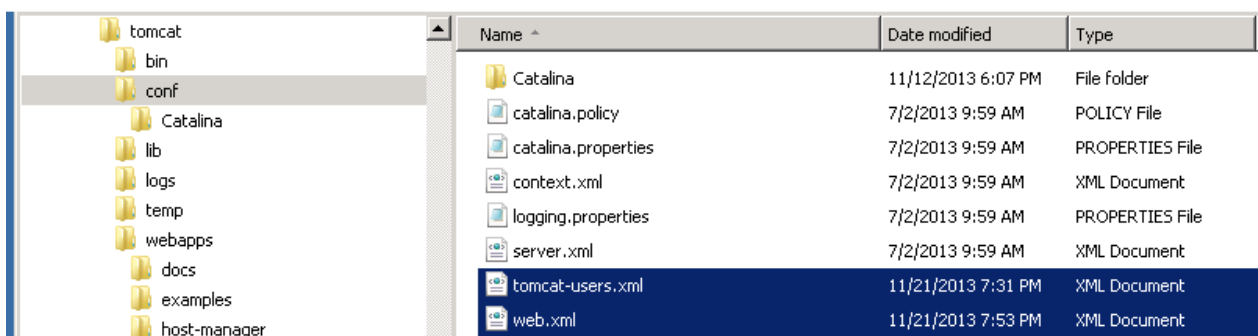 tomcat
bin
conf
Catalina
lib
logs
temp
webapps
docs
examples
host-manager
Name Date modified Type
Catalina 11/12/2013 6:07 PM File folder
catalina.policy 7/2/2013 9:59 AM POLICY File
catalina.properties 7/2/2013 9:59 AM PROPERTIES File
context.xml 7/2/2013 9:59 AM XML Document
logging.properties 7/2/2013 9:59 AM PROPERTIES File
server.xml 7/2/2013 9:59 AM XML Document
tomcat-users.xml 11/21/2013 7:31 PM XML Document
web.xml 11/21/2013 7:53 PM XML Document